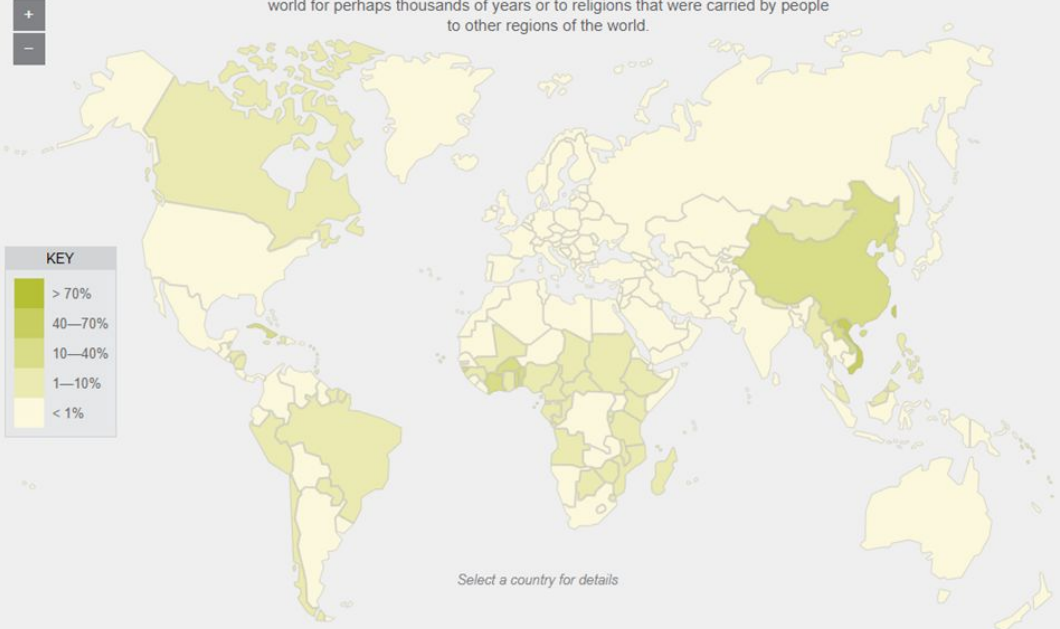 world for perhaps thousands of years or to religions that were carried by people
to other regions of the world.
+
−
KEY
> 70%
40—70%
10—40%
1—10%
< 1%
Select a country for details